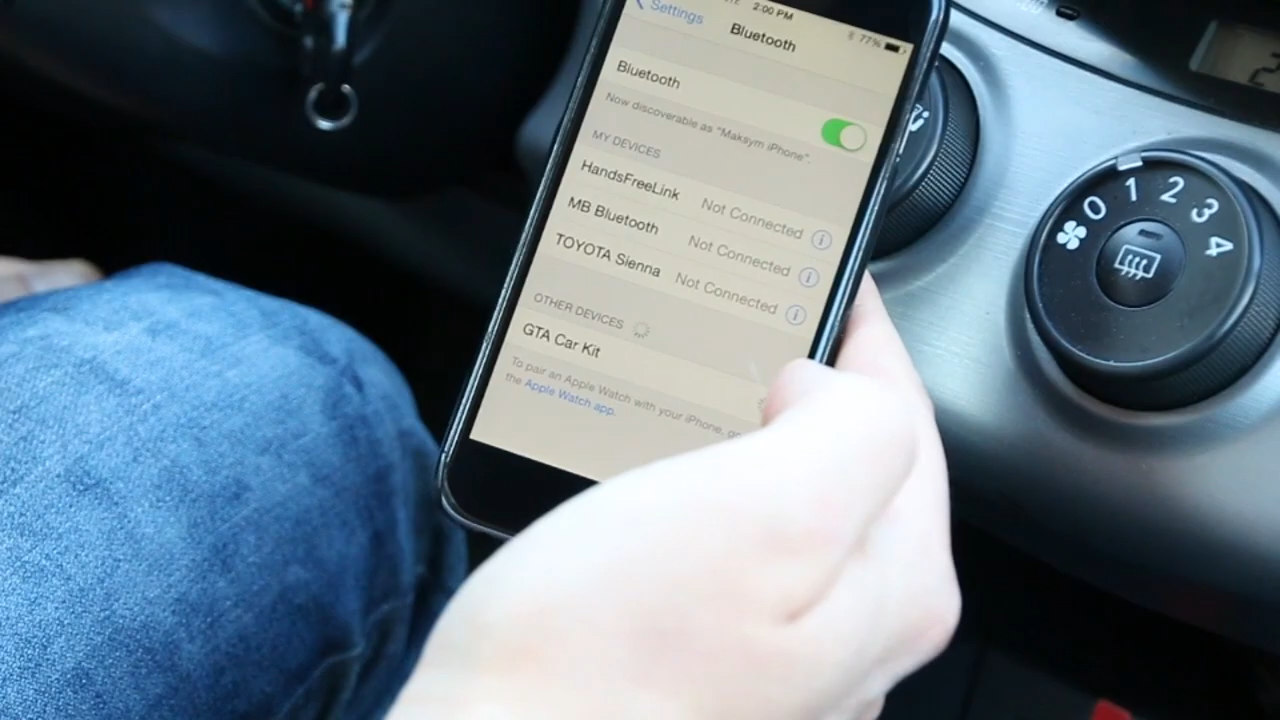 2:00 PM
Settings
77%
Bluetooth
Bluetooth
Now discoverable as "Maksym iPhone".
MY DEVICES
HandsFreeLink Not Connected
MB Bluetooth Not Connected
TOYOTA Sienna Not Connected
OTHER DEVICES
GTA Car Kit
To pair an Apple Watch with your iPhone, go
the Apple Watch app.
0 1 2 3 4